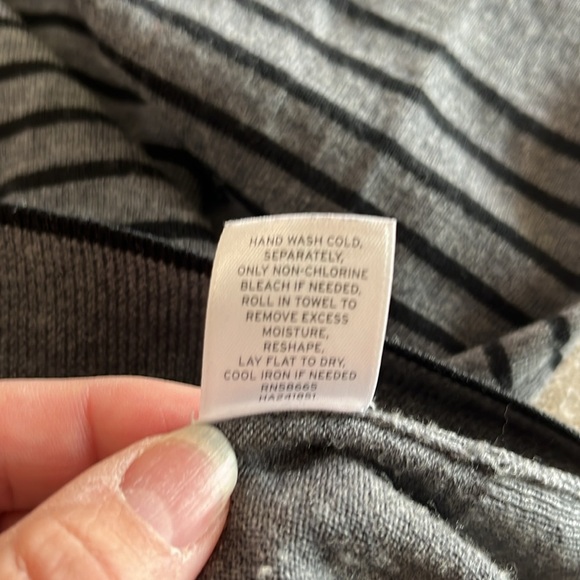 HAND WASH COLD,
SEPARATELY,
ONLY NON-CHLORINE
BLEACH IF NEEDED,
ROLL IN TOWEL TO
REMOVE EXCESS
MOISTURE,
RESHAPE,
LAY FLAT TO DRY,
COOL IRON IF NEEDED
RN58665
HA241851